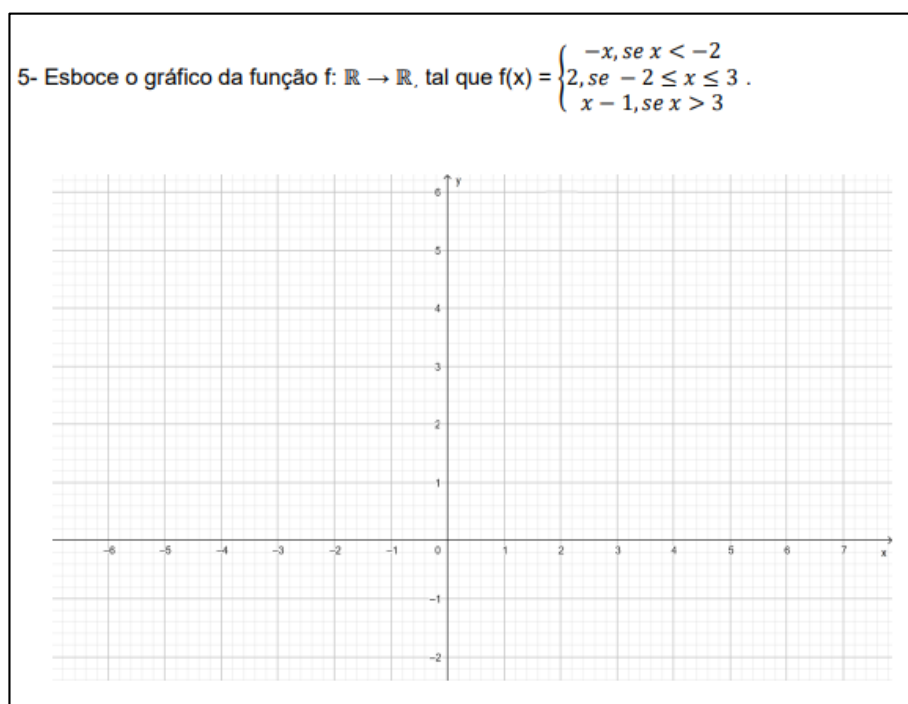 −x, se x < −2
5- Esboce o gráfico da função f: ℝ → ℝ, tal que f(x) = {2, se − 2 ≤ x ≤ 3 .
x − 1, se x > 3
y
6
5
4
3
2
1
−6 −5 −4 −3 −2 −1 0 1 2 3 4 5 6 7 x
−1
−2